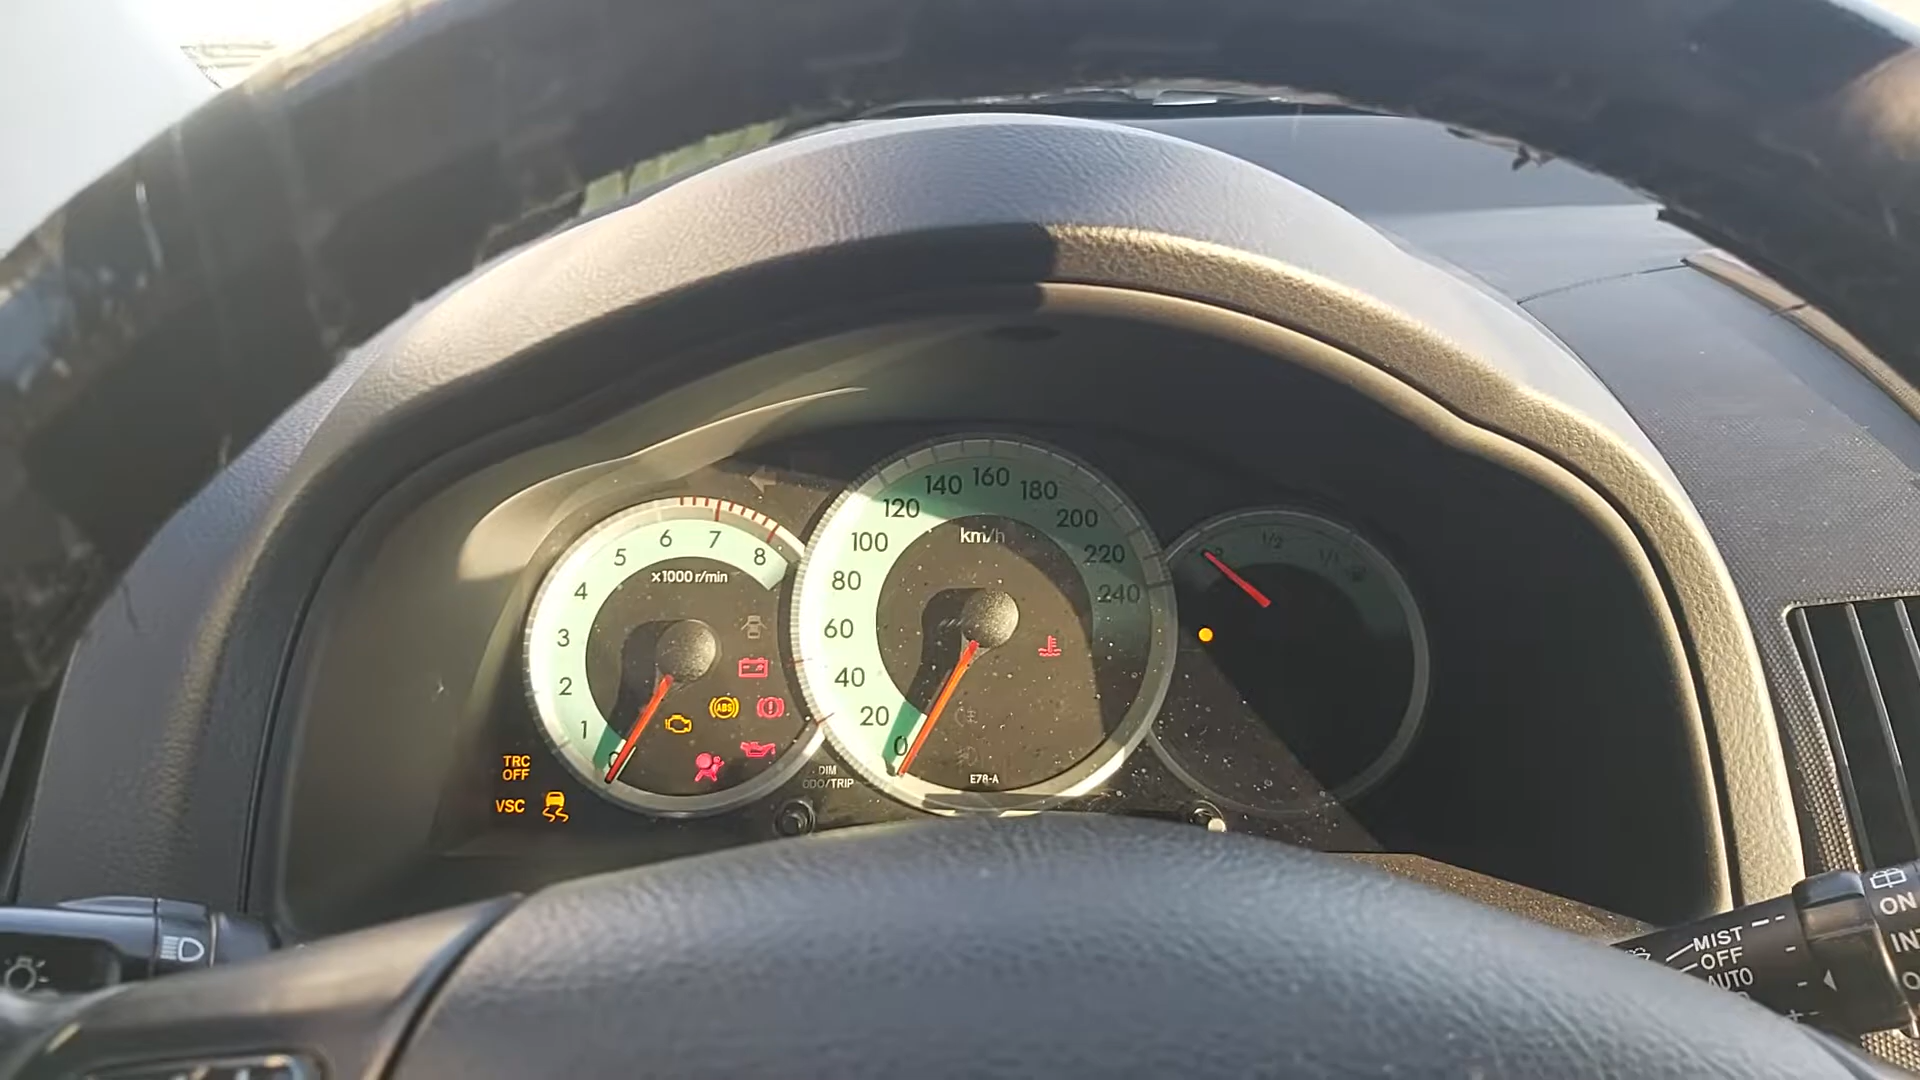 140 160 180
120 200
100 km/h 220
80 240
60
40
20
0
E78-A
5 6 7 8
x1000 r/min
4
3
2
1
ABS
TRC
OFF
VSC
DIM
ODO/TRIP
1/2
1/1
MIST
OFF
AUTO
ON